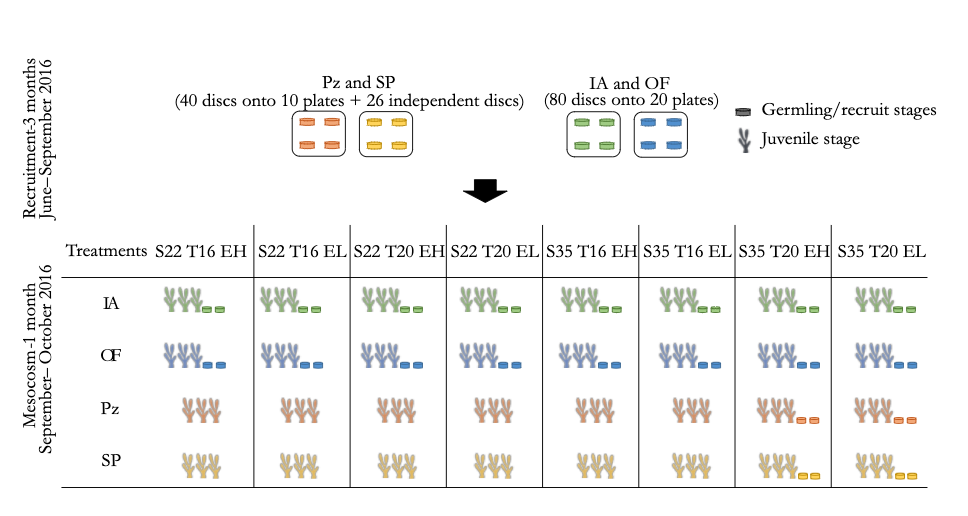 Recruitment-3 months
June–September 2016
Pz and SP
(40 discs onto 10 plates + 26 independent discs)
IA and OF
(80 discs onto 20 plates)
Germling/recruit stages
Juvenile stage
Mesocosm-1 month
September– October 2016
Treatments S22 T16 EH S22 T16 EL S22 T20 EH S22 T20 EL S35 T16 EH S35 T16 EL S35 T20 EH S35 T20 EL
IA
OF
Pz
SP